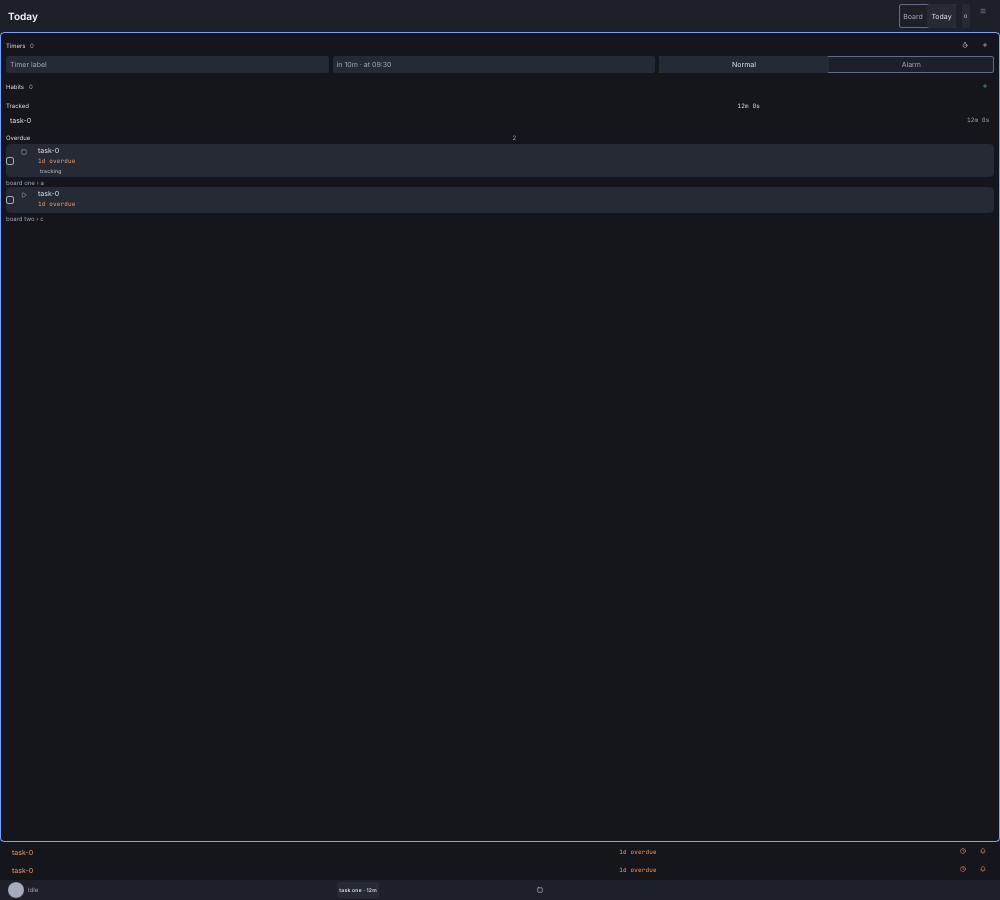 Today
Board Today 0
Timers 0
Timer label in 10m · at 09:30 Normal Alarm
Habits 0
Tracked 12m 0s
task-0 12m 0s
Overdue 2
task-0
1d overdue
tracking
board one › a
task-0
1d overdue
board two › c
task-0 1d overdue
task-0 1d overdue
Idle task one · 12m